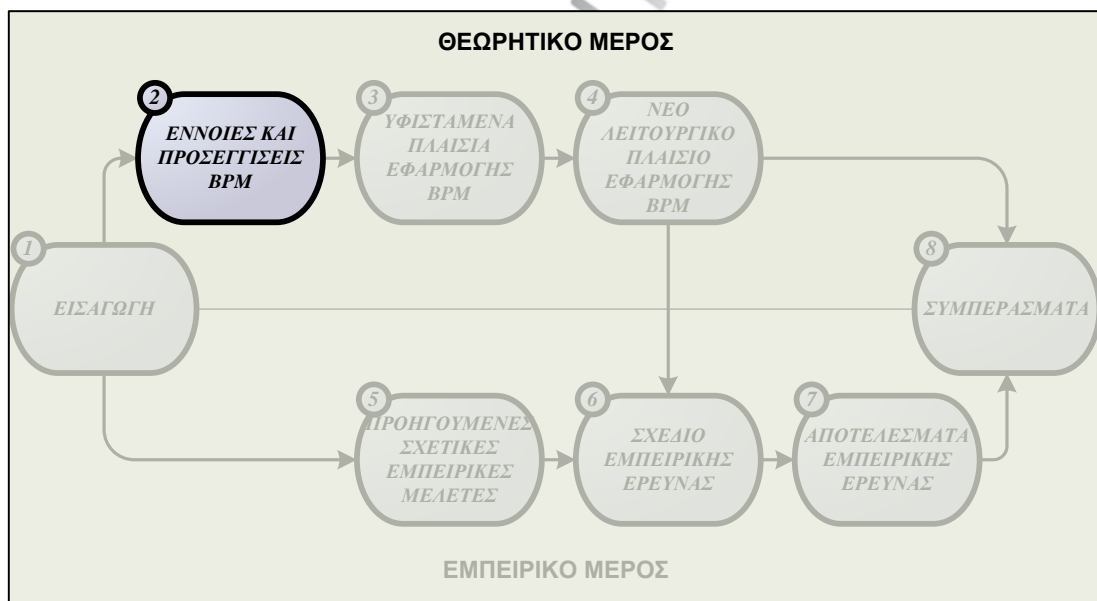 ΘΕΩΡΗΤΙΚΟ ΜΕΡΟΣ
2
ΕΝΝΟΙΕΣ ΚΑΙ
ΠΡΟΣΕΓΓΙΣΕΙΣ
BPM
3
ΥΦΙΣΤΑΜΕΝΑ
ΠΛΑΙΣΙΑ
ΕΦΑΡΜΟΓΗΣ
BPM
4
ΝΕΟ
ΛΕΙΤΟΥΡΓΙΚΟ
ΠΛΑΙΣΙΟ
ΕΦΑΡΜΟΓΗΣ
BPM
1
ΕΙΣΑΓΩΓΗ
8
ΣΥΜΠΕΡΑΣΜΑΤΑ
5
ΠΡΟΗΓΟΥΜΕΝΕΣ
ΣΧΕΤΙΚΕΣ
ΕΜΠΕΙΡΙΚΕΣ
ΜΕΛΕΤΕΣ
6
ΣΧΕΔΙΟ
ΕΜΠΕΙΡΙΚΗΣ
ΕΡΕΥΝΑΣ
7
ΑΠΟΤΕΛΕΣΜΑΤΑ
ΕΜΠΕΙΡΙΚΗΣ
ΕΡΕΥΝΑΣ
ΕΜΠΕΙΡΙΚΟ ΜΕΡΟΣ